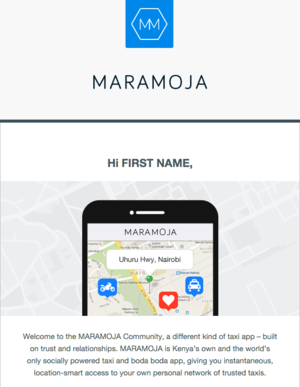 MM
MARAMOJA
Hi FIRST NAME,
MARAMOJA
Uhuru Hwy, Nairobi
Welcome to the MARAMOJA Community, a different kind of taxi app – built
on trust and relationships. MARAMOJA is Kenya's own and the world's
only socially powered taxi and boda boda app, giving you instantaneous,
location-smart access to your own personal network of trusted taxis.